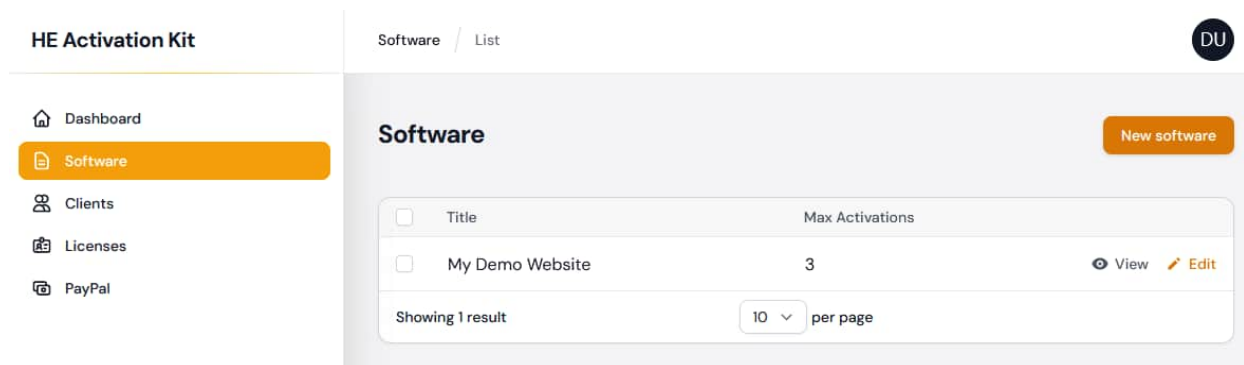 HE Activation Kit
Software / List
DU
Dashboard
Software
Clients
Licenses
PayPal
Software
New software
Title Max Activations
My Demo Website 3 View Edit
Showing 1 result 10 per page